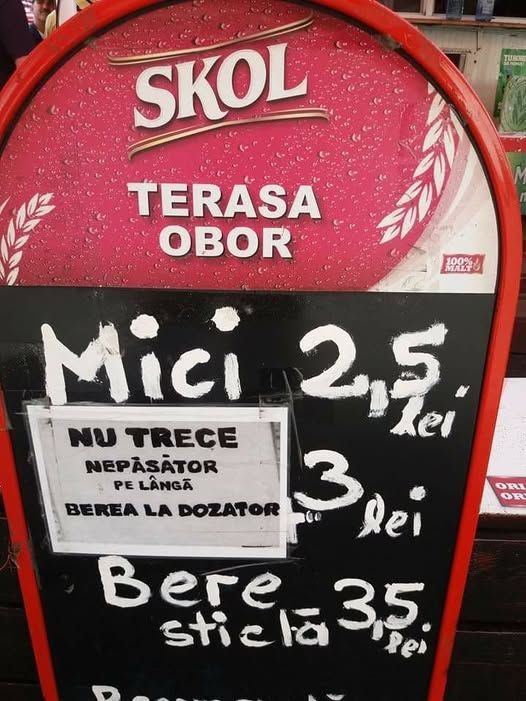 SKOL
TERASA
OBOR
100%
MALT
Mici 2,5 lei
NU TRECE
NEPĂSĂTOR
PE LÂNGĂ
BEREA LA DOZATOR
3 lei
Bere
sticlă 3,5 lei